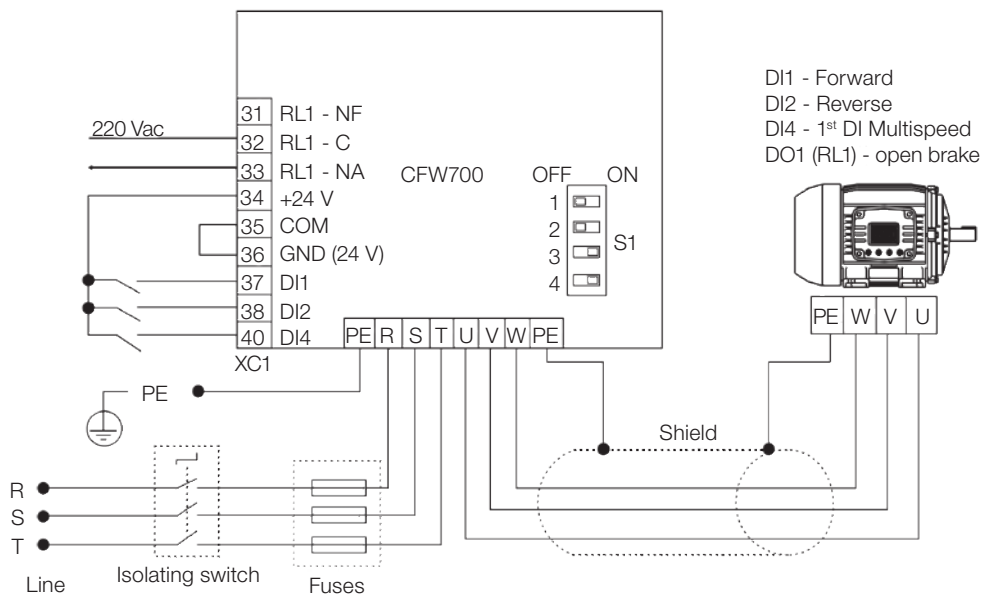 DI1 - Forward
DI2 - Reverse
DI4 - 1st DI Multispeed
DO1 (RL1) - open brake
220 Vac
31 RL1 - NF
32 RL1 - C
33 RL1 - NA
34 +24 V
35 COM
36 GND (24 V)
37 DI1
38 DI2
40 DI4
XC1
CFW700
OFF ON
1
2
3
4
S1
PE R S T U V W PE
PE W V U
PE
Shield
R
S
T
Line
Isolating switch
Fuses